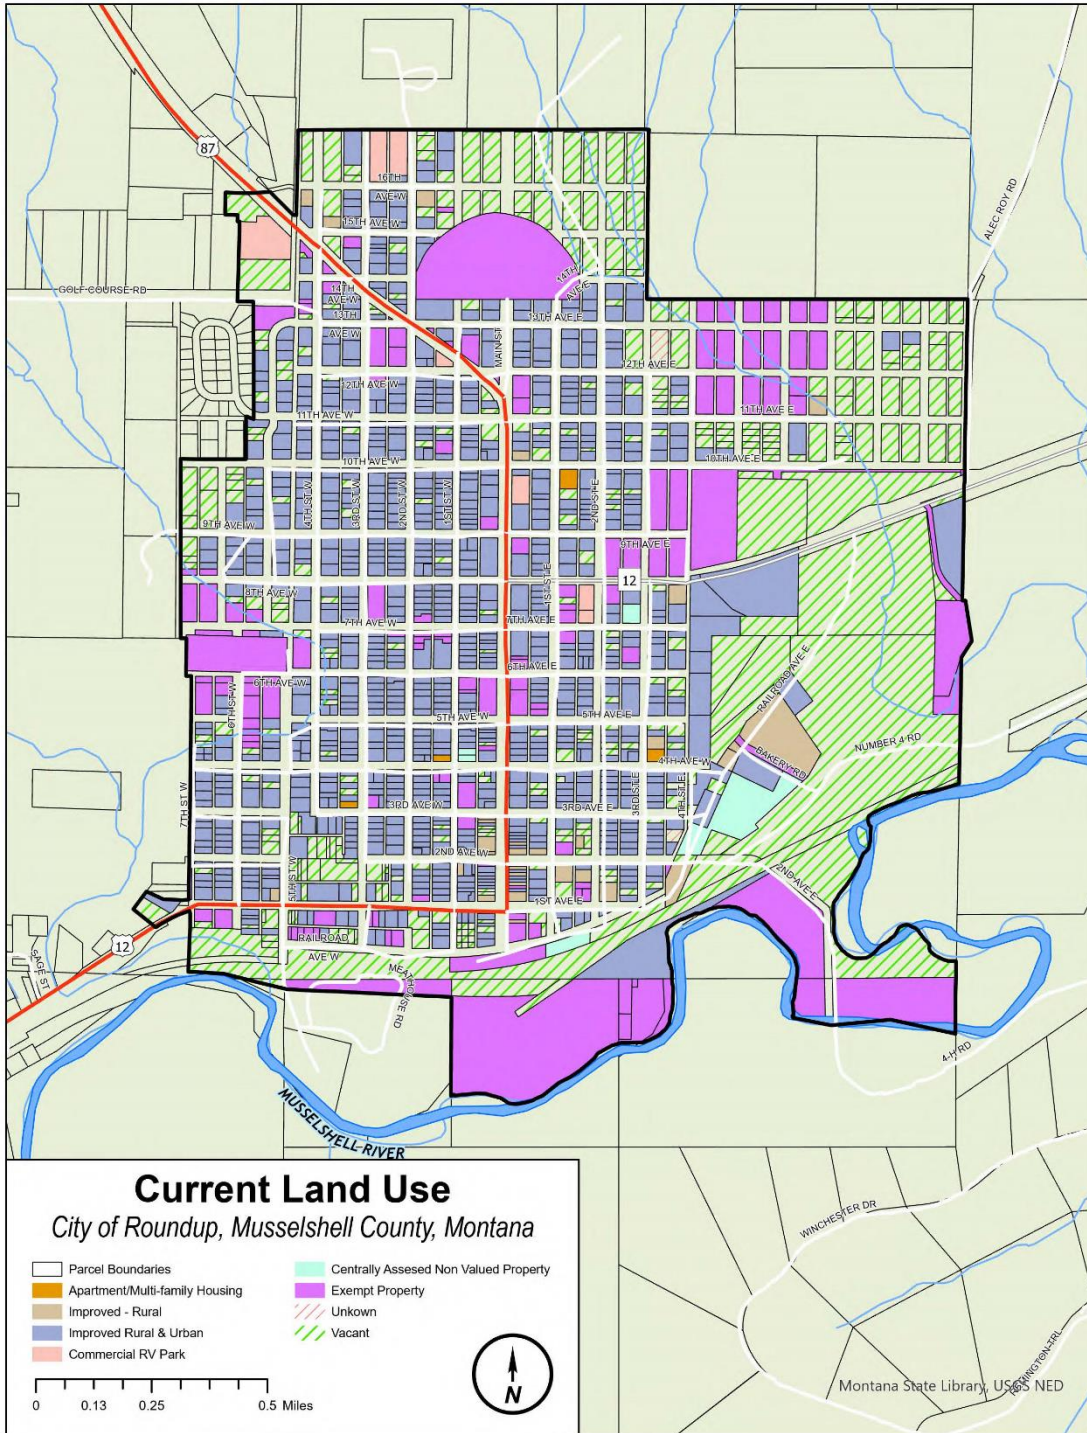 87
16TH
AVE W
15TH AVE W
ALEC ROY RD
14TH
AVE E
GOLF COURSE RD
14TH
AVE W
13TH
AVE W
13TH AVE E
MAIN ST
12TH AVE E
12TH AVE W
11TH AVE W
11TH AVE E
10TH AVE W
10TH AVE E
4TH ST W
3RD ST W
2ND ST W
1ST ST W
2ND ST E
9TH AVE W
9TH AVE E
12
8TH AVE W
1ST ST E
7TH AVE W
7TH AVE E
6TH AVE E
6TH AVE W
6TH ST W
RAILROAD AVE E
5TH AVE W
5TH AVE E
NUMBER 4 RD
BAKERY RD
4TH AVE W
3RD ST E
4TH ST E
7TH ST W
3RD AVE W
3RD AVE E
2ND AVE W
5TH ST W
2ND AVE E
1ST AVE E
12
SAGE ST
RAILROAD
AVE W
MEATHOUSE RD
4-H RD
MUSSELSHELL RIVER
WINCHESTER DR
Current Land Use
City of Roundup, Musselshell County, Montana
Parcel Boundaries
Apartment/Multi-family Housing
Improved - Rural
Improved Rural & Urban
Commercial RV Park
Centrally Assesed Non Valued Property
Exempt Property
Unkown
Vacant
N
0 0.13 0.25 0.5 Miles
Montana State Library, USGS NED